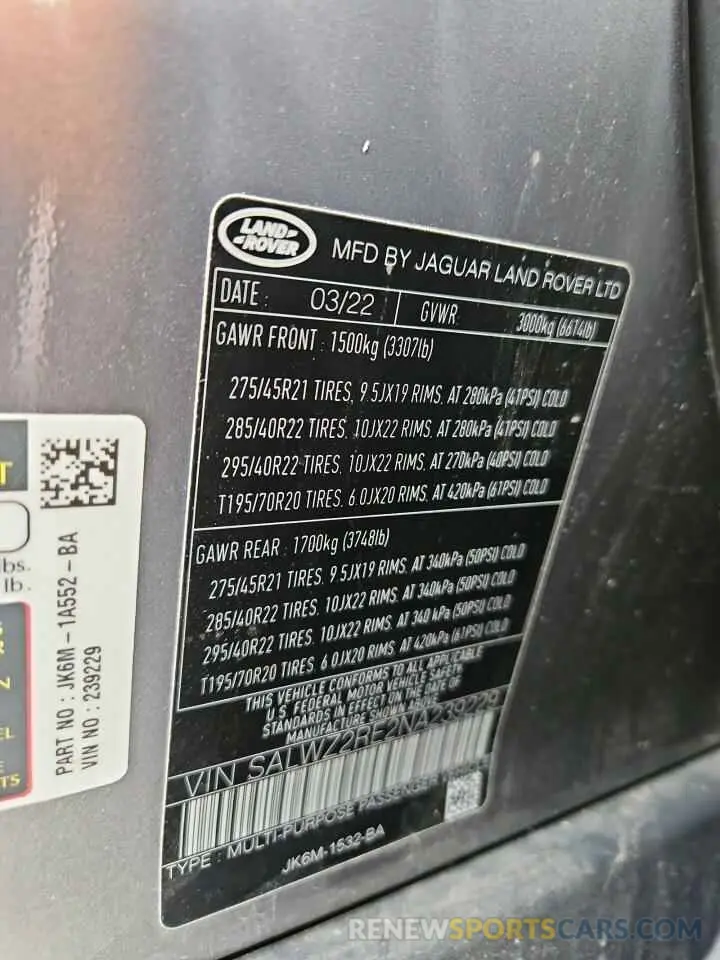 LAND ROVER
MFD BY JAGUAR LAND ROVER LTD
DATE : 03/22 GVWR 3000kg (6614lb)
GAWR FRONT : 1500kg (3307lb)
275/45R21 TIRES, 9.5JX19 RIMS, AT 280kPa (41PSI) COLD
285/40R22 TIRES, 10JX22 RIMS, AT 280kPa (41PSI) COLD
295/40R22 TIRES, 10JX22 RIMS, AT 270kPa (40PSI) COLD
T195/70R20 TIRES, 6.0JX20 RIMS, AT 420kPa (61PSI) COLD
GAWR REAR : 1700kg (3748lb)
275/45R21 TIRES, 9.5JX19 RIMS, AT 340kPa (50PSI) COLD
285/40R22 TIRES, 10JX22 RIMS, AT 340kPa (50PSI) COLD
295/40R22 TIRES, 10JX22 RIMS, AT 340 kPa (50PSI) COLD
T195/70R20 TIRES, 6.0JX20 RIMS, AT 420kPa (61PSI) COLD
THIS VEHICLE CONFORMS TO ALL APPLICABLE
U.S. FEDERAL MOTOR VEHICLE SAFETY
STANDARDS IN EFFECT ON THE DATE OF
MANUFACTURE
VIN SALWZ2RE2NA239229
TYPE : MULTI-PURPOSE PASSENGER
JK6M-1532-BA
T
lbs.
lb.
2
EL
E
TS
PART NO : JK6M-1A552-BA
VIN NO : 239229
RENEWSPORTSCARS.COM